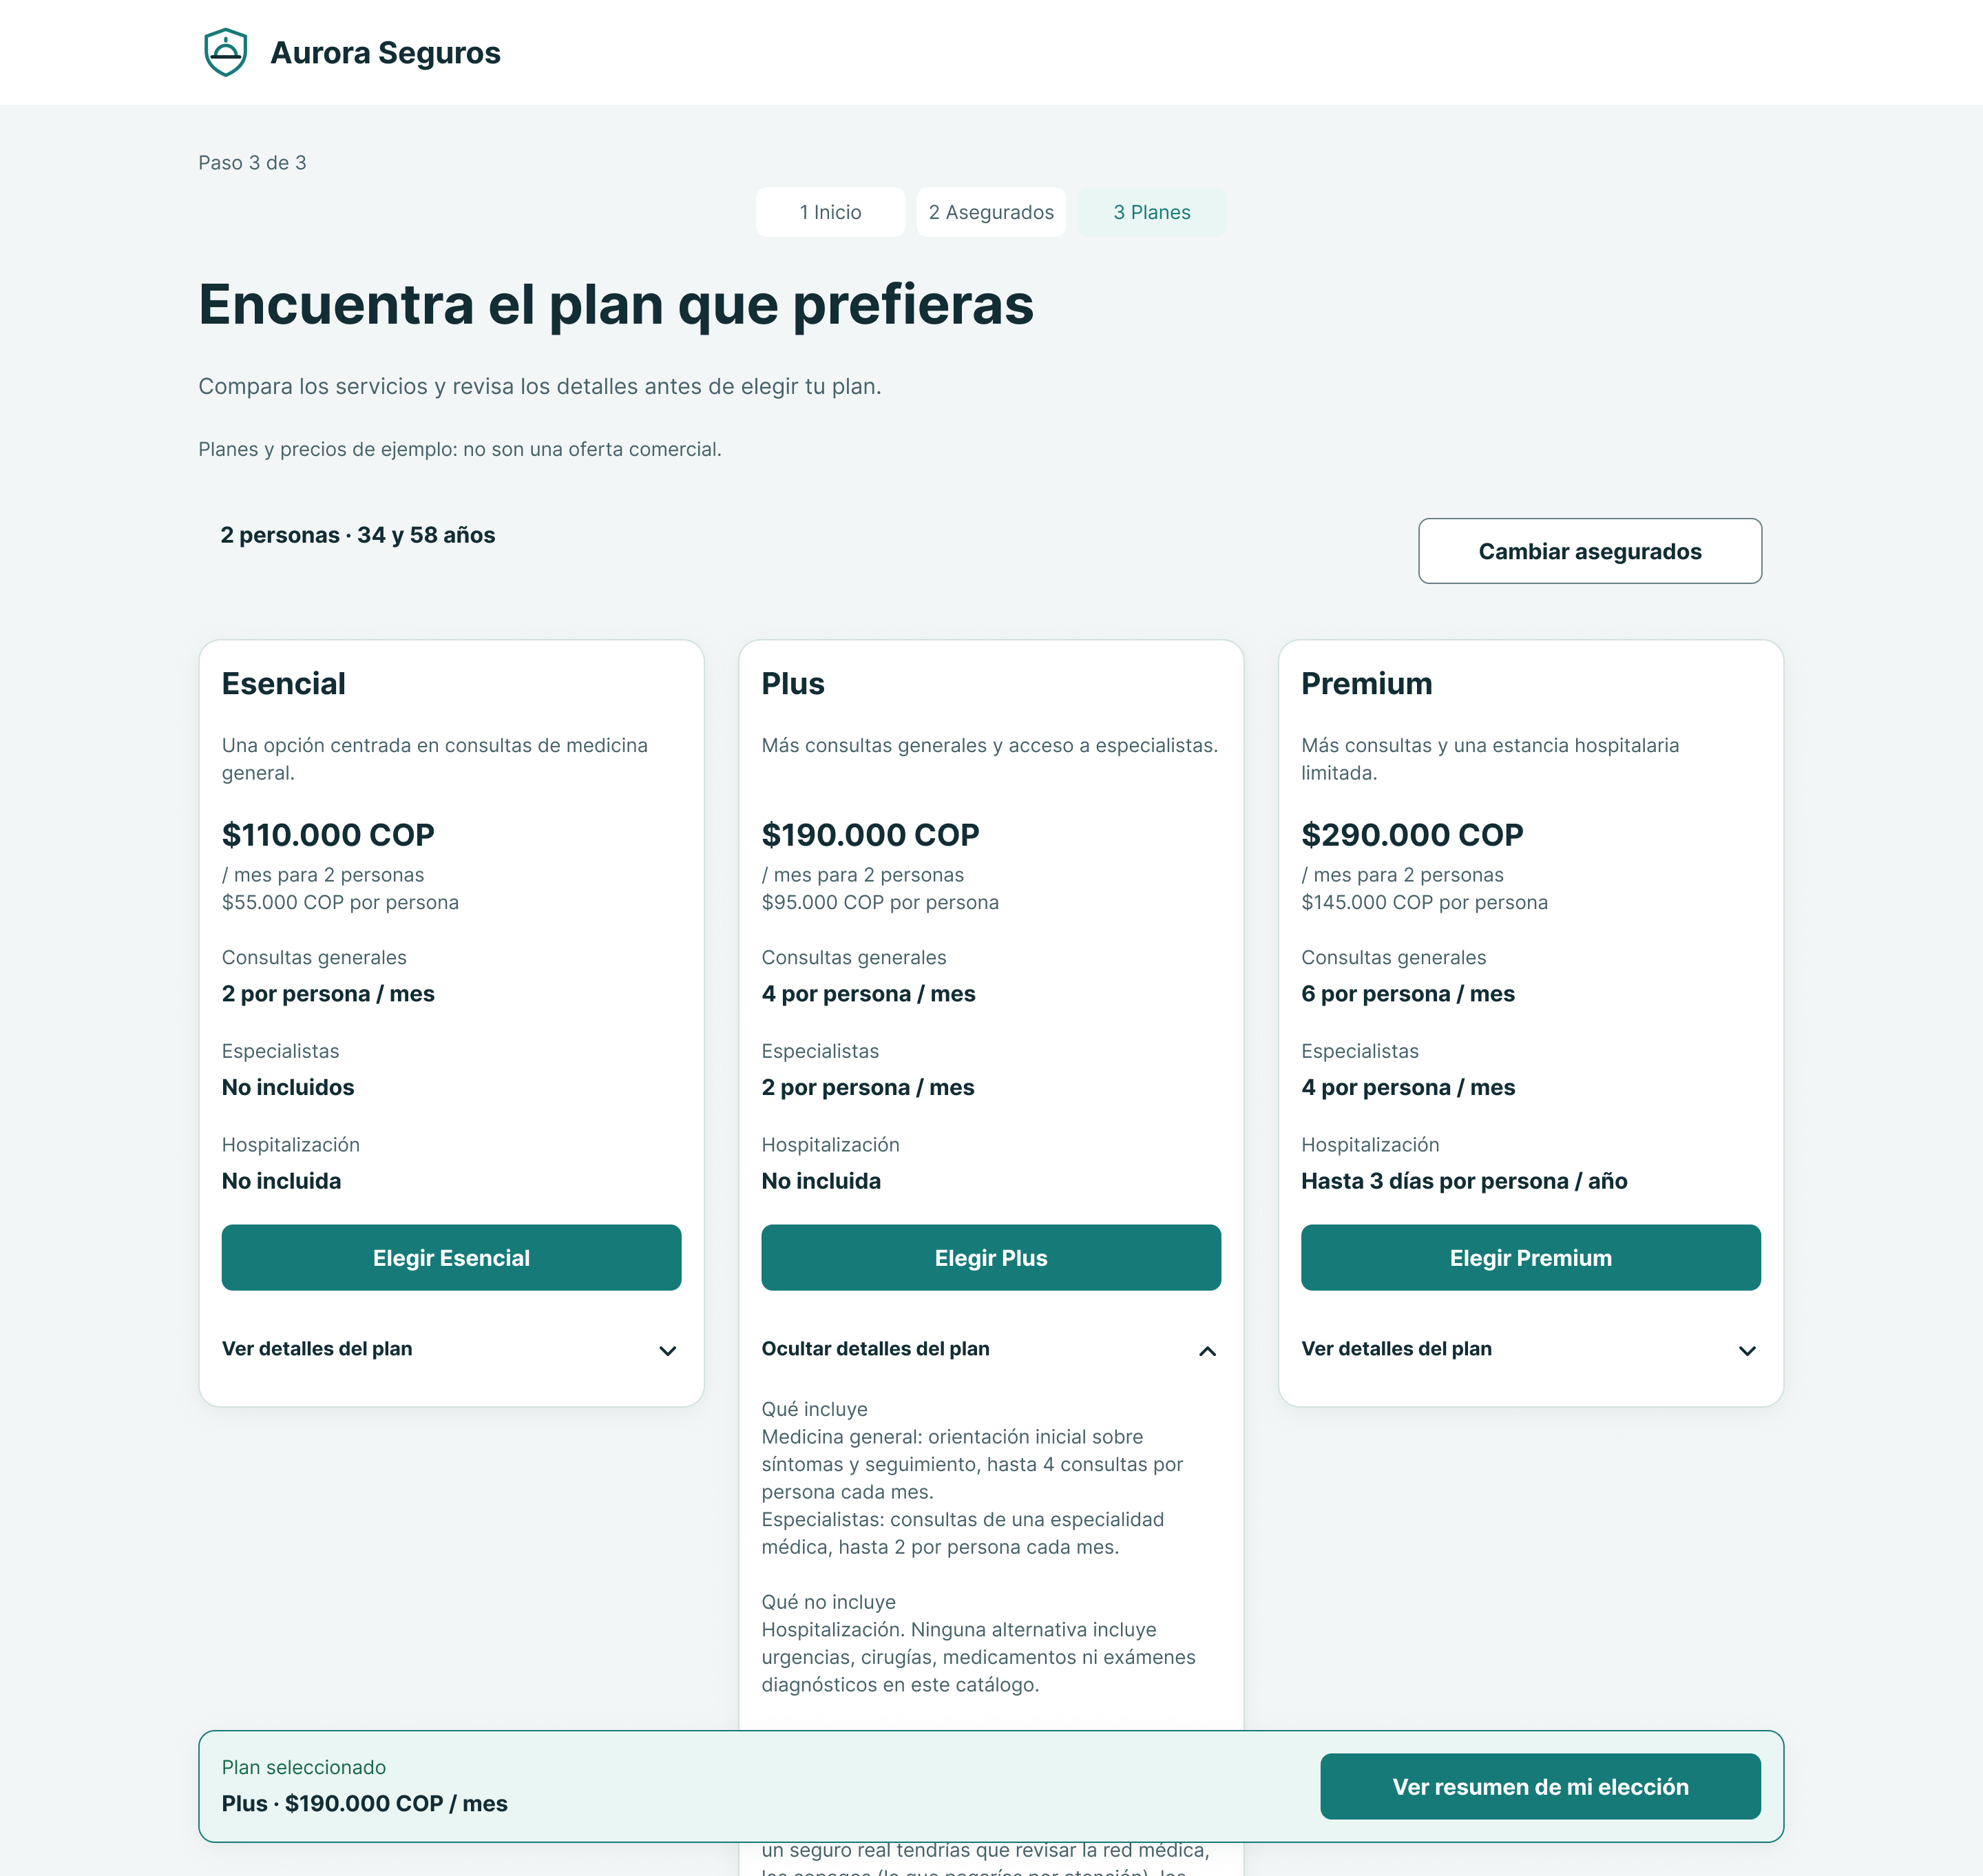 Aurora Seguros
Paso 3 de 3
1 Inicio
2 Asegurados
3 Planes
Encuentra el plan que prefieras
Compara los servicios y revisa los detalles antes de elegir tu plan.
Planes y precios de ejemplo: no son una oferta comercial.
2 personas · 34 y 58 años
Cambiar asegurados
Esencial
Una opción centrada en consultas de medicina
general.
$110.000 COP
/ mes para 2 personas
$55.000 COP por persona
Consultas generales
2 por persona / mes
Especialistas
No incluidos
Hospitalización
No incluida
Elegir Esencial
Ver detalles del plan
Plus
Más consultas generales y acceso a especialistas.
$190.000 COP
/ mes para 2 personas
$95.000 COP por persona
Consultas generales
4 por persona / mes
Especialistas
2 por persona / mes
Hospitalización
No incluida
Elegir Plus
Ocultar detalles del plan
Qué incluye
Medicina general: orientación inicial sobre
síntomas y seguimiento, hasta 4 consultas por
persona cada mes.
Especialistas: consultas de una especialidad
médica, hasta 2 por persona cada mes.
Qué no incluye
Hospitalización. Ninguna alternativa incluye
urgencias, cirugías, medicamentos ni exámenes
diagnósticos en este catálogo.
Premium
Más consultas y una estancia hospitalaria
limitada.
$290.000 COP
/ mes para 2 personas
$145.000 COP por persona
Consultas generales
6 por persona / mes
Especialistas
4 por persona / mes
Hospitalización
Hasta 3 días por persona / año
Elegir Premium
Ver detalles del plan
Plan seleccionado
Plus · $190.000 COP / mes
Ver resumen de mi elección
un seguro real tendrías que revisar la red médica,